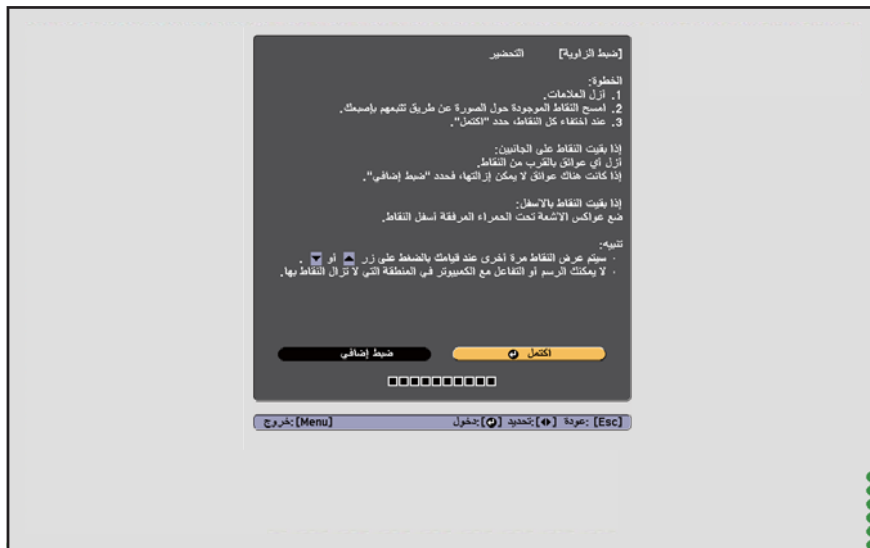 [ضبط الزاوية] التحضير
الخطوة:
1. أزل العلامات.
2. امسح النقاط الموجودة حول الصورة عن طريق تتبعهم بإصبعك.
3. عند اختفاء كل النقاط، حدد "اكتمل".
إذا بقيت النقاط على الجانبين:
أزل أي عوائق بالقرب من النقاط.
إذا كانت هناك عوائق لا يمكن إزالتها، فحدد "ضبط إضافي".
إذا بقيت النقاط بالأسفل:
ضع عواكس الأشعة تحت الحمراء المرفقة أسفل النقاط.
تنبيه:
· سيتم عرض النقاط مرة أخرى عند قيامك بالضغط على زر ▲ أو ▼ .
· لا يمكنك الرسم أو التفاعل مع الكمبيوتر في المنطقة التي لا تزال النقاط بها.
اكتمل ضبط إضافي
[Esc] :عودة [◄►]:تحديد [↵]:دخول [Menu]:خروج